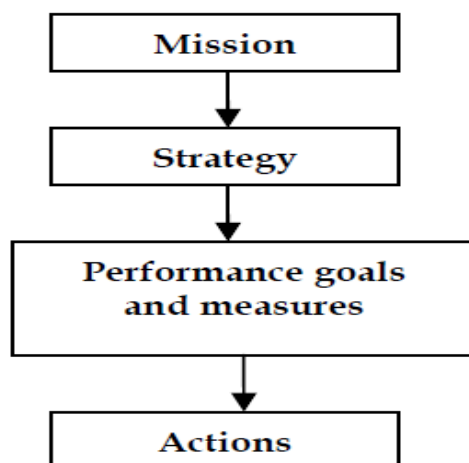 Mission
Strategy
Performance goals
and measures
Actions